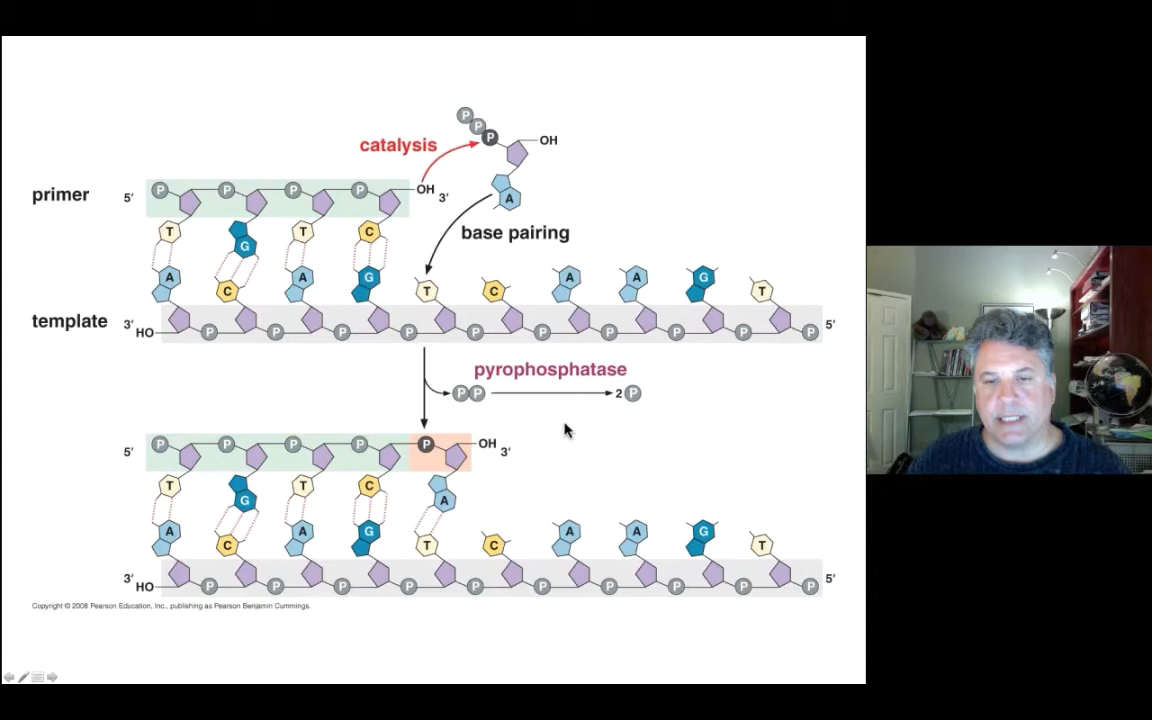 P
P
P
OH
catalysis
primer
5′
P
P
P
P
OH
3′
A
T
G
T
C
base pairing
A
C
A
G
T
C
A
A
G
T
template
3′
HO
P
P
P
P
P
P
P
P
P
P
5′
pyrophosphatase
P P
2 P
5′
P
P
P
P
P
OH
3′
T
G
T
C
A
A
C
A
G
T
C
A
A
G
T
3′
HO
P
P
P
P
P
P
P
P
P
P
5′
Copyright © 2008 Pearson Education, Inc., publishing as Pearson Benjamin Cummings.